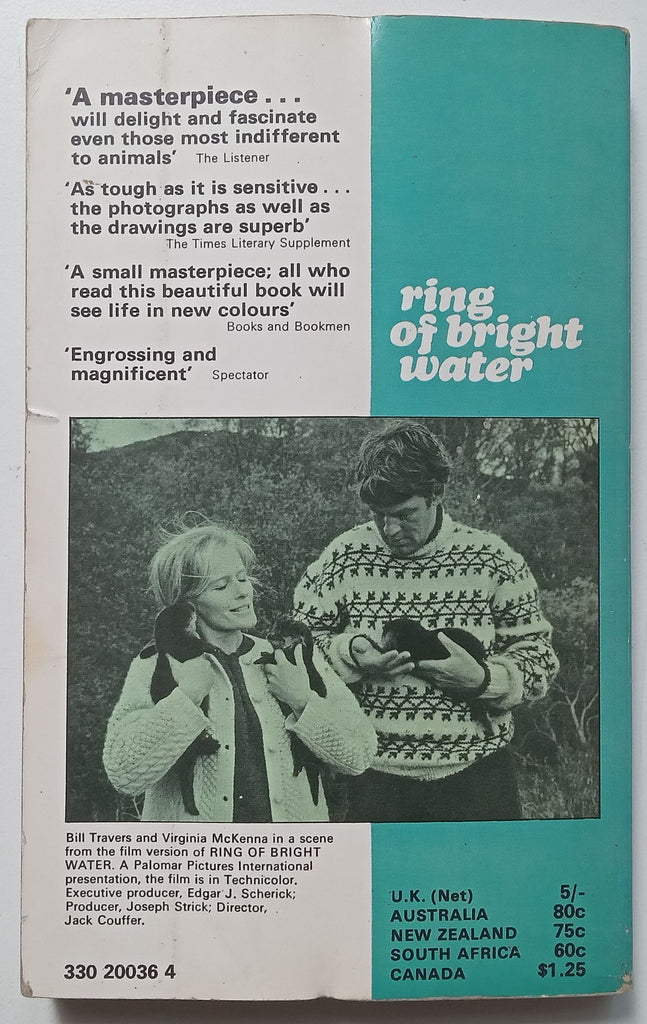 ‘A masterpiece . . .
will delight and fascinate
even those most indifferent
to animals’ The Listener
‘As tough as it is sensitive . . .
the photographs as well as
the drawings are superb’
The Times Literary Supplement
‘A small masterpiece; all who
read this beautiful book will
see life in new colours’
Books and Bookmen
‘Engrossing and
magnificent’ Spectator
ring
of bright
water
Bill Travers and Virginia McKenna in a scene
from the film version of RING OF BRIGHT
WATER. A Palomar Pictures International
presentation, the film is in Technicolor.
Executive producer, Edgar J. Scherick;
Producer, Joseph Strick; Director,
Jack Couffer.
330 20036 4
U.K. (Net) 5/-
AUSTRALIA 80c
NEW ZEALAND 75c
SOUTH AFRICA 60c
CANADA $1.25